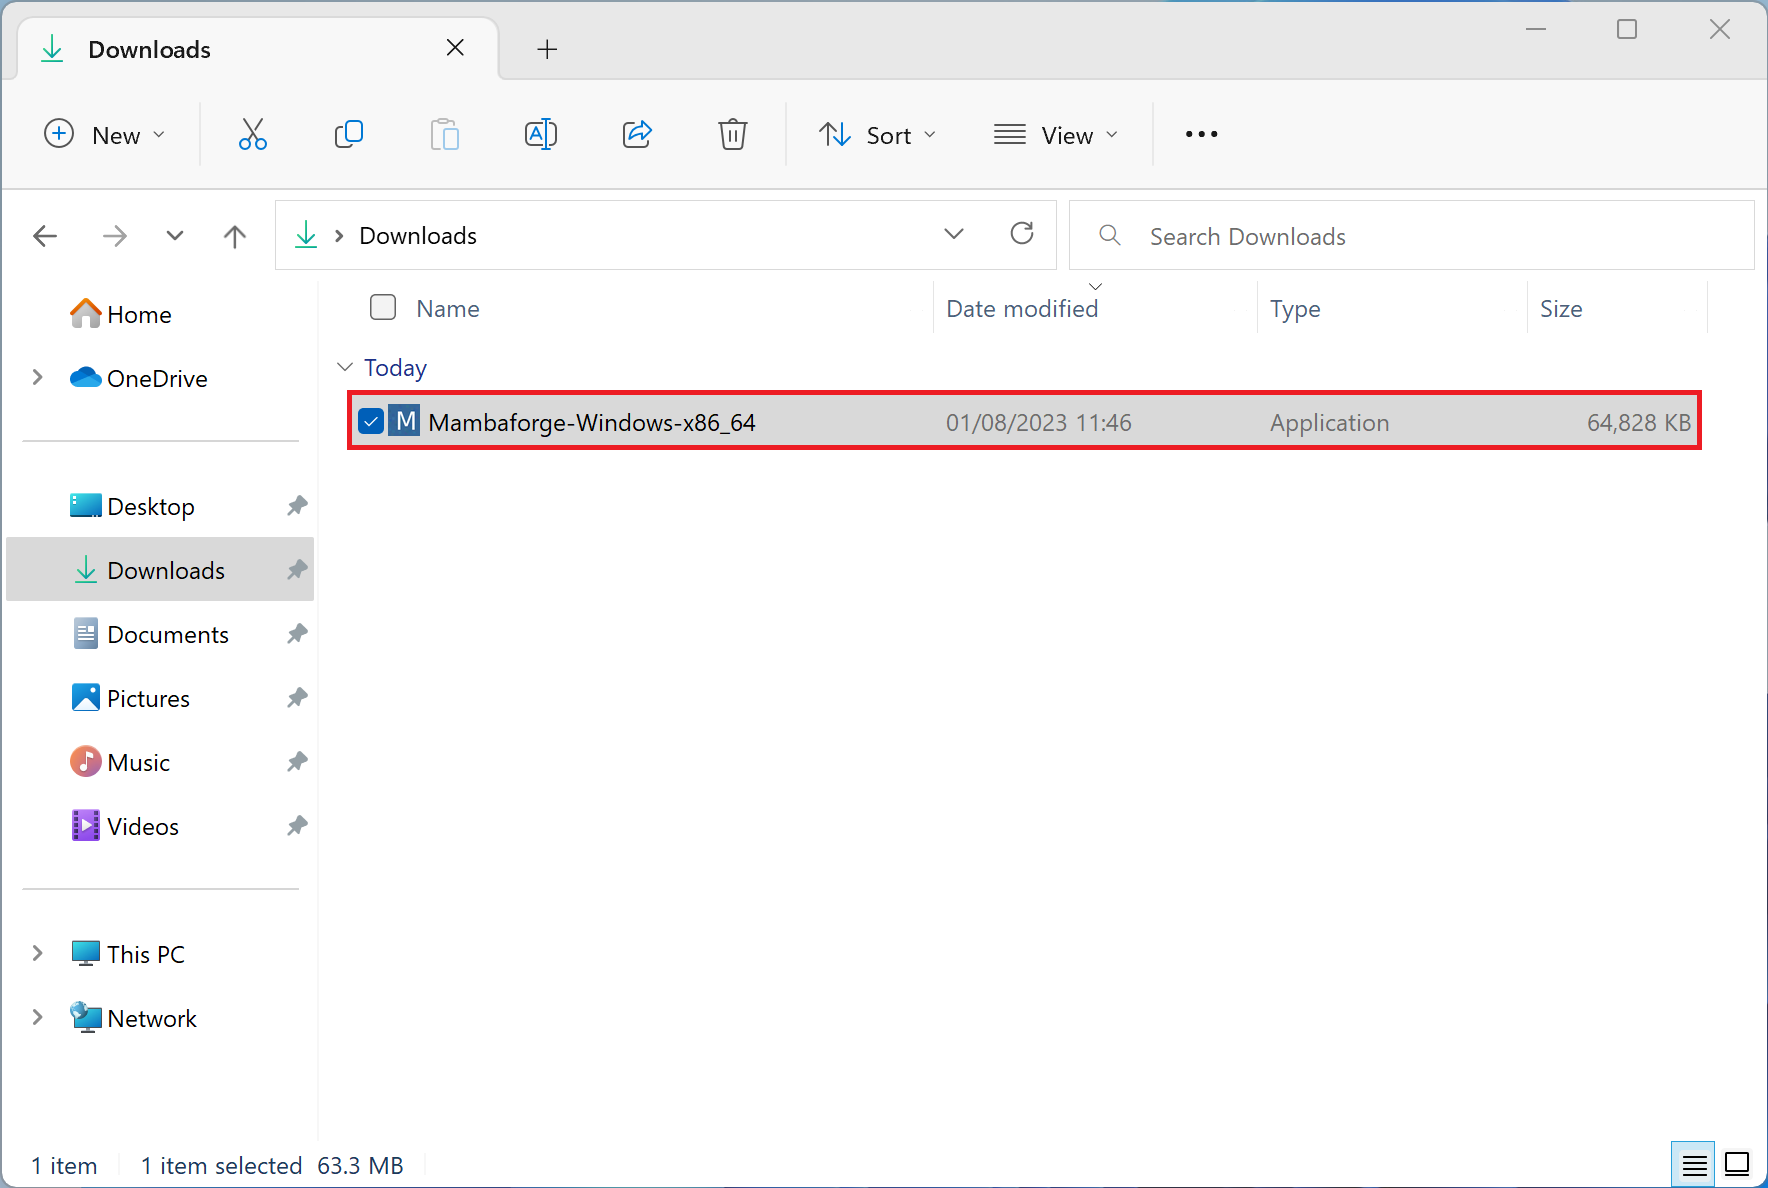 Downloads
New
Sort
View
Downloads
Search Downloads
Home
OneDrive
Desktop
Downloads
Documents
Pictures
Music
Videos
This PC
Network
Name Date modified Type Size
Today
M Mambaforge-Windows-x86_64 01/08/2023 11:46 Application 64,828 KB
1 item 1 item selected 63.3 MB